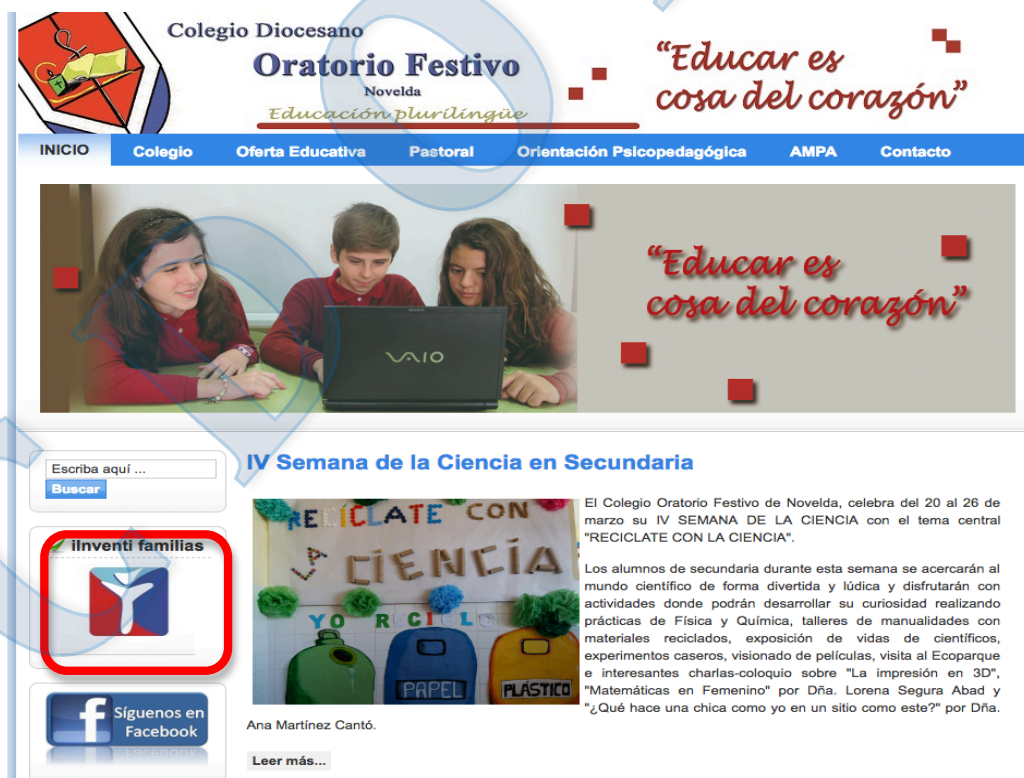 Colegio Diocesano
Oratorio Festivo
Novelda
Educación plurilingüe
“Educar es
cosa del corazón”
INICIO Colegio Oferta Educativa Pastoral Orientación Psicopedagógica AMPA Contacto
“Educar es
cosa del corazón”
VAIO
Escriba aquí ...
Buscar
iInventi familias
Síguenos en
Facebook
IV Semana de la Ciencia en Secundaria
RECÍCLATE CON
LA CIENCIA
YO RECICLO
PAPEL
PLÁSTICO
El Colegio Oratorio Festivo de Novelda, celebra del 20 al 26 de
marzo su IV SEMANA DE LA CIENCIA con el tema central
"RECICLATE CON LA CIENCIA".
Los alumnos de secundaria durante esta semana se acercarán al
mundo científico de forma divertida y lúdica y disfrutarán con
actividades donde podrán desarrollar su curiosidad realizando
prácticas de Física y Química, talleres de manualidades con
materiales reciclados, exposición de vidas de científicos,
experimentos caseros, visionado de películas, visita al Ecoparque
e interesantes charlas-coloquio sobre "La impresión en 3D",
"Matemáticas en Femenino" por Dña. Lorena Segura Abad y
"¿Qué hace una chica como yo en un sitio como este?" por Dña.
Ana Martínez Cantó.
Leer más...